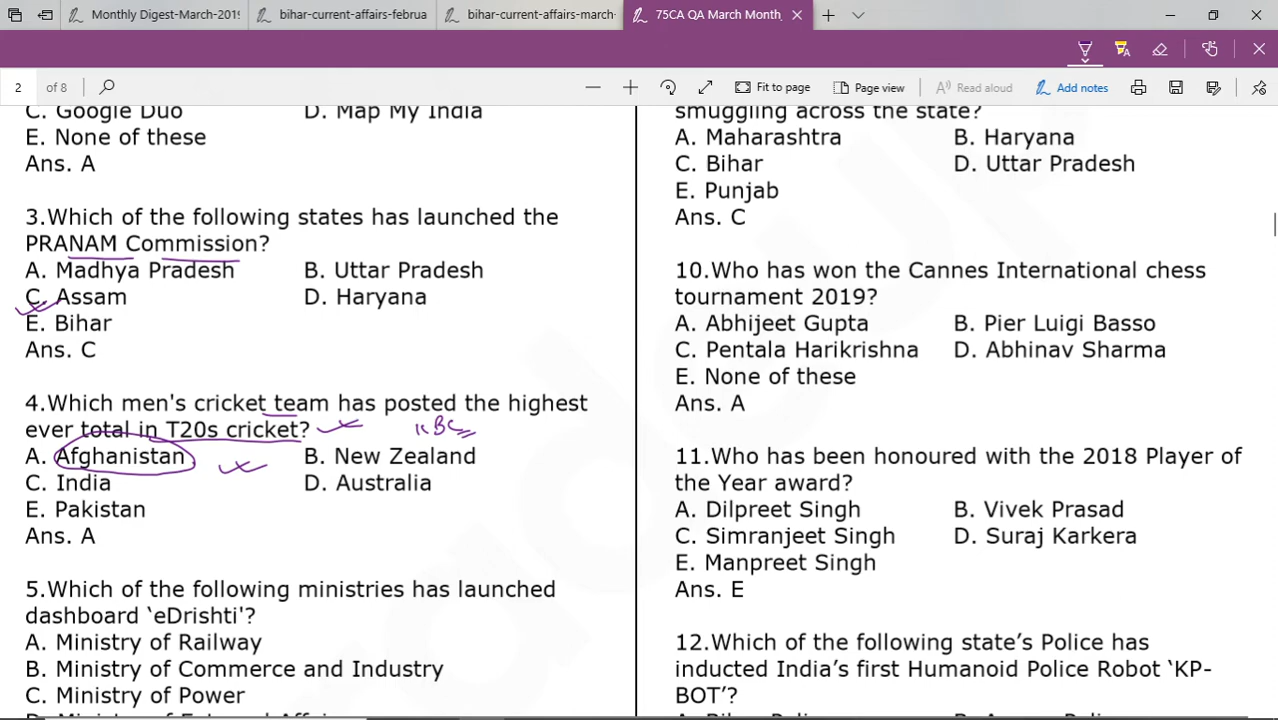 Monthly Digest-March-2019
bihar-current-affairs-februa
bihar-current-affairs-march-
75CA QA March Month
2 of 8
Fit to page
Page view
Read aloud
Add notes
C. Google Duo D. Map My India
E. None of these
Ans. A
3.Which of the following states has launched the
PRANAM Commission?
A. Madhya Pradesh B. Uttar Pradesh
C. Assam D. Haryana
E. Bihar
Ans. C
4.Which men's cricket team has posted the highest
ever total in T20s cricket?
KBC
A. Afghanistan B. New Zealand
C. India D. Australia
E. Pakistan
Ans. A
5.Which of the following ministries has launched
dashboard ‘eDrishti'?
A. Ministry of Railway
B. Ministry of Commerce and Industry
C. Ministry of Power
smuggling across the state?
A. Maharashtra B. Haryana
C. Bihar D. Uttar Pradesh
E. Punjab
Ans. C
10.Who has won the Cannes International chess
tournament 2019?
A. Abhijeet Gupta B. Pier Luigi Basso
C. Pentala Harikrishna D. Abhinav Sharma
E. None of these
Ans. A
11.Who has been honoured with the 2018 Player of
the Year award?
A. Dilpreet Singh B. Vivek Prasad
C. Simranjeet Singh D. Suraj Karkera
E. Manpreet Singh
Ans. E
12.Which of the following state’s Police has
inducted India’s first Humanoid Police Robot ‘KP-
BOT’?